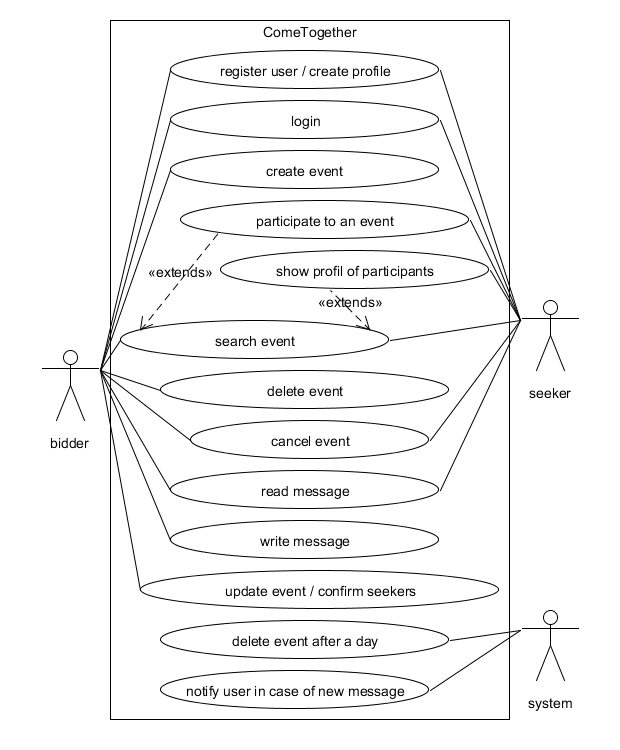 ComeTogether
register user / create profile
login
create event
participate to an event
«extends»
show profil of participants
«extends»
search event
seeker
delete event
bidder
cancel event
read message
write message
update event / confirm seekers
delete event after a day
notify user in case of new message
system